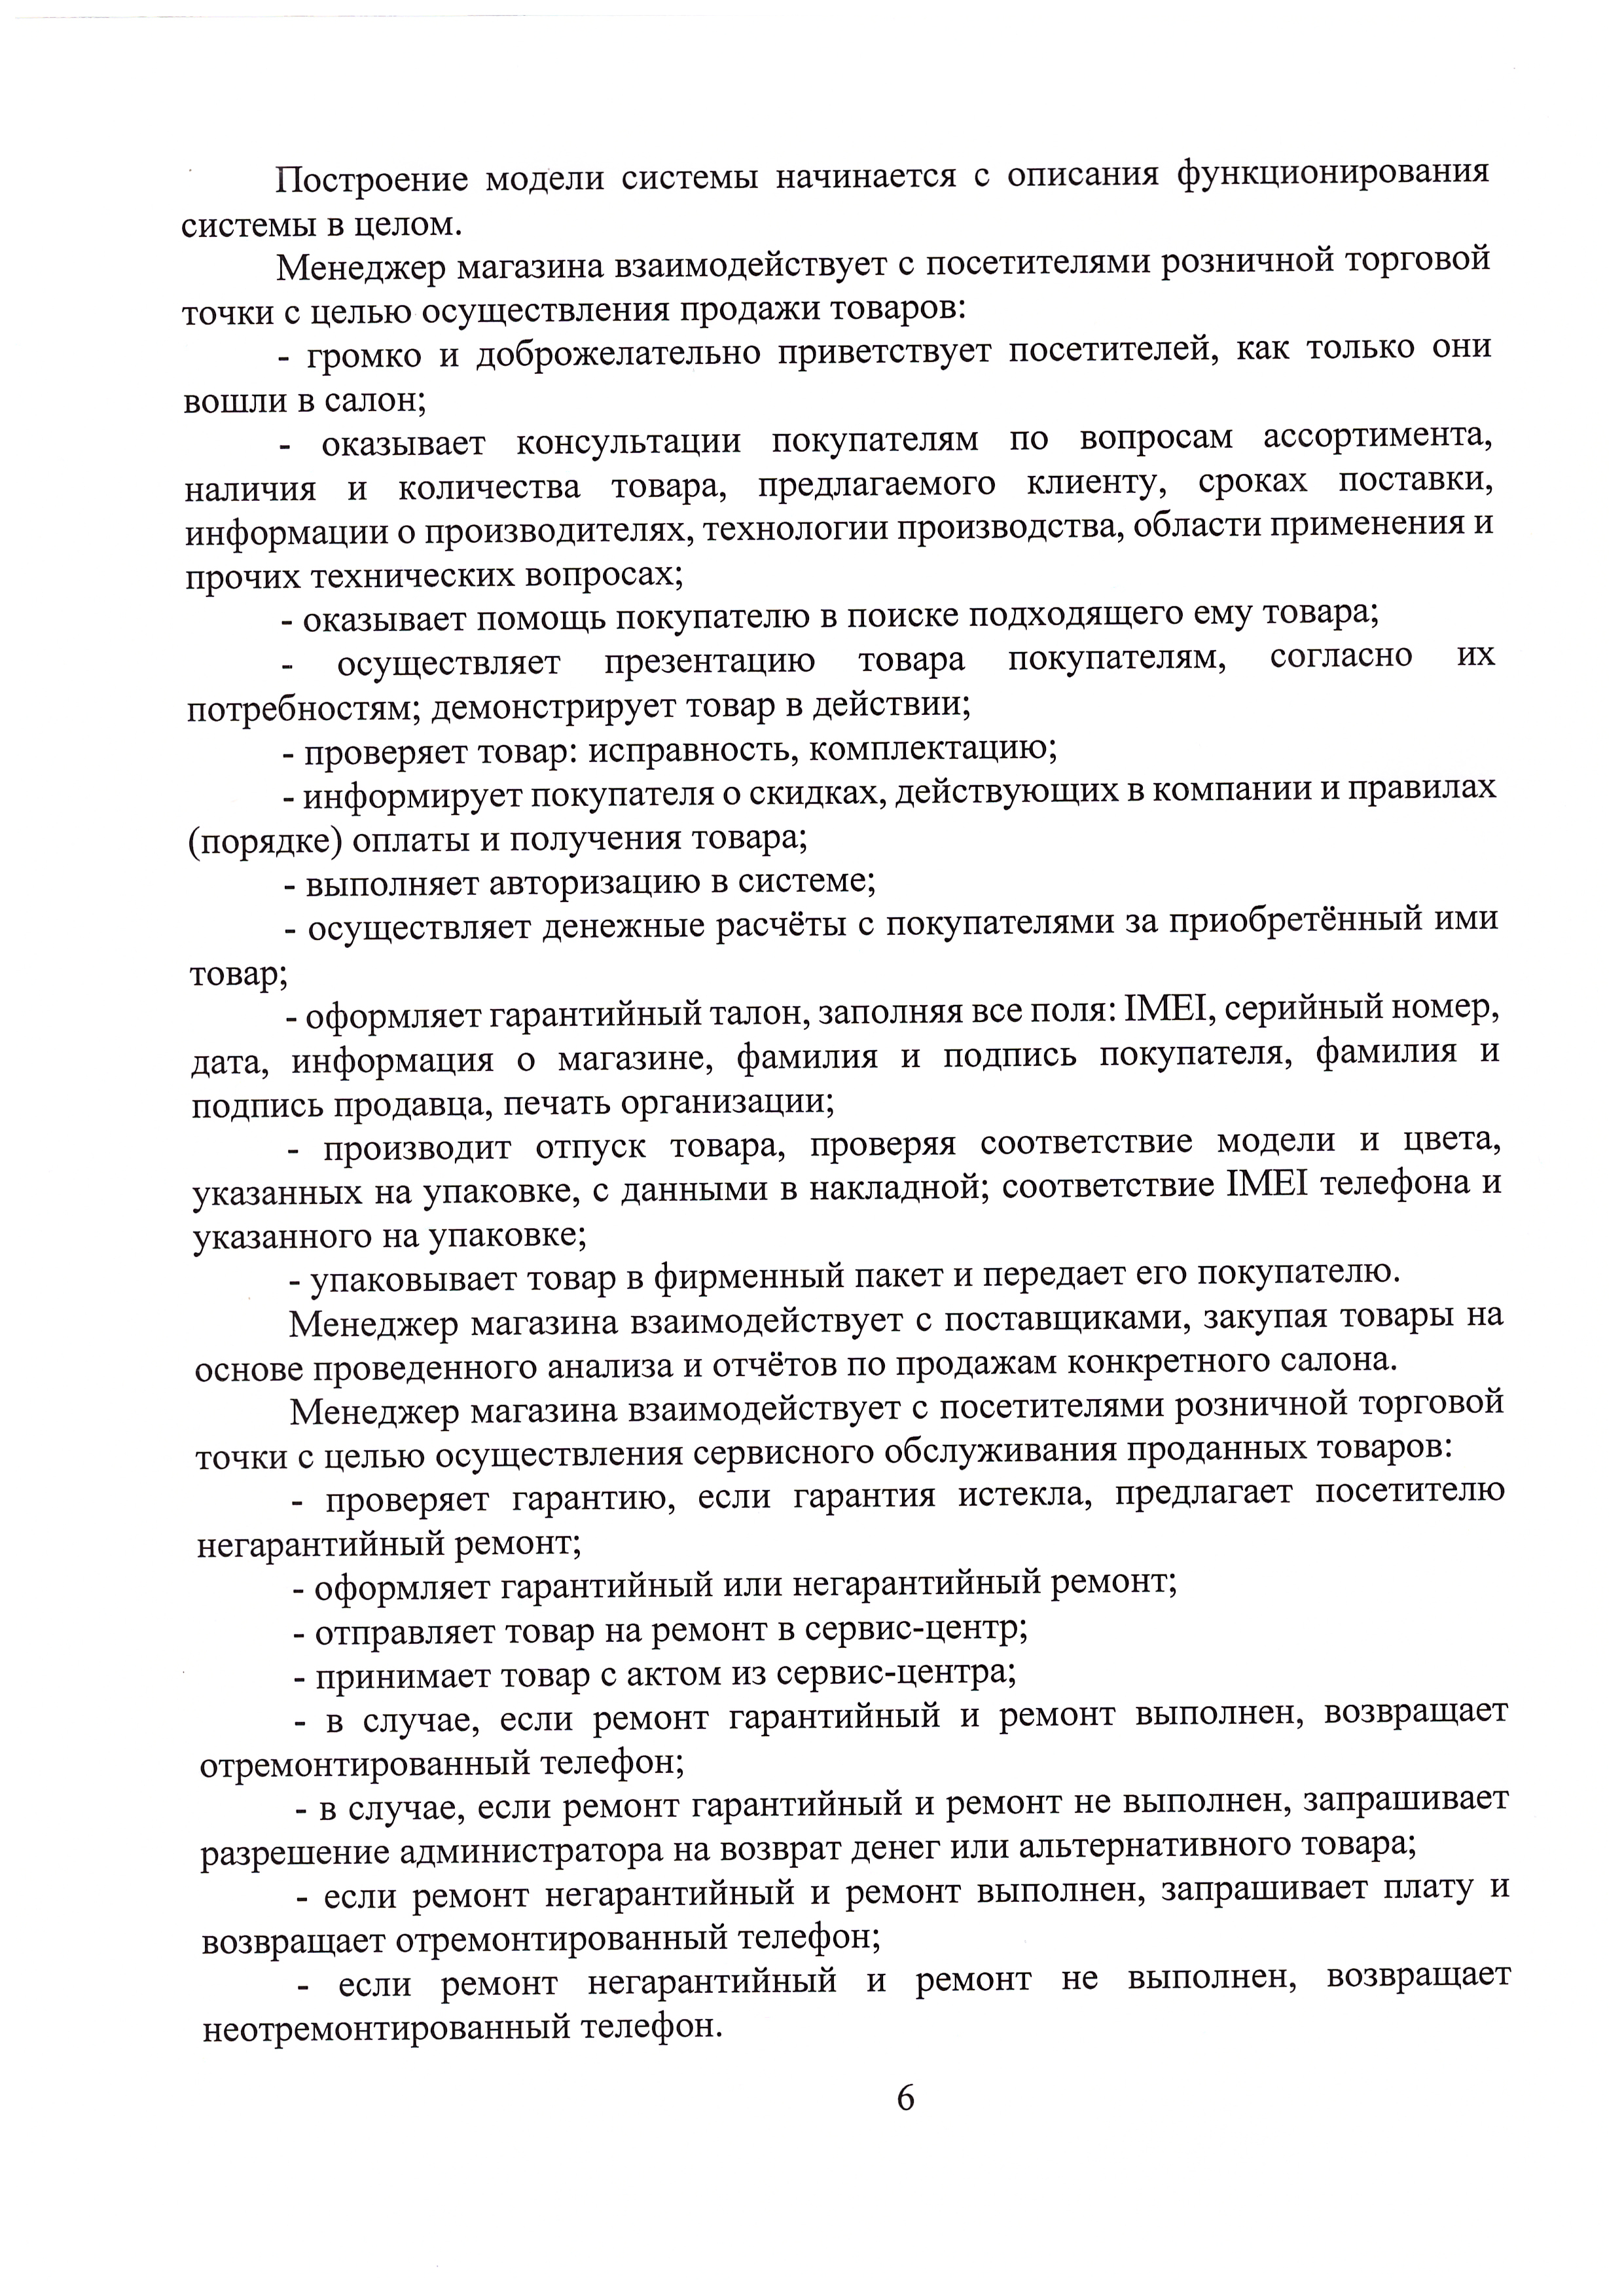 Построение модели системы начинается с описания функционирования
системы в целом.
Менеджер магазина взаимодействует с посетителями розничной торговой
точки с целью осуществления продажи товаров:
- громко и доброжелательно приветствует посетителей, как только они
вошли в салон;
- оказывает консультации покупателям по вопросам ассортимента,
наличия и количества товара, предлагаемого клиенту, сроках поставки,
информации о производителях, технологии производства, области применения и
прочих технических вопросах;
- оказывает помощь покупателю в поиске подходящего ему товара;
- осуществляет презентацию товара покупателям, согласно их
потребностям; демонстрирует товар в действии;
- проверяет товар: исправность, комплектацию;
- информирует покупателя о скидках, действующих в компании и правилах
(порядке) оплаты и получения товара;
- выполняет авторизацию в системе;
- осуществляет денежные расчёты с покупателями за приобретённый ими
товар;
- оформляет гарантийный талон, заполняя все поля: IMEI, серийный номер,
дата, информация о магазине, фамилия и подпись покупателя, фамилия и
подпись продавца, печать организации;
- производит отпуск товара, проверяя соответствие модели и цвета,
указанных на упаковке, с данными в накладной; соответствие IMEI телефона и
указанного на упаковке;
- упаковывает товар в фирменный пакет и передает его покупателю.
Менеджер магазина взаимодействует с поставщиками, закупая товары на
основе проведенного анализа и отчётов по продажам конкретного салона.
Менеджер магазина взаимодействует с посетителями розничной торговой
точки с целью осуществления сервисного обслуживания проданных товаров:
- проверяет гарантию, если гарантия истекла, предлагает посетителю
негарантийный ремонт;
- оформляет гарантийный или негарантийный ремонт;
- отправляет товар на ремонт в сервис-центр;
- принимает товар с актом из сервис-центра;
- в случае, если ремонт гарантийный и ремонт выполнен, возвращает
отремонтированный телефон;
- в случае, если ремонт гарантийный и ремонт не выполнен, запрашивает
разрешение администратора на возврат денег или альтернативного товара;
- если ремонт негарантийный и ремонт выполнен, запрашивает плату и
возвращает отремонтированный телефон;
- если ремонт негарантийный и ремонт не выполнен, возвращает
неотремонтированный телефон.
6